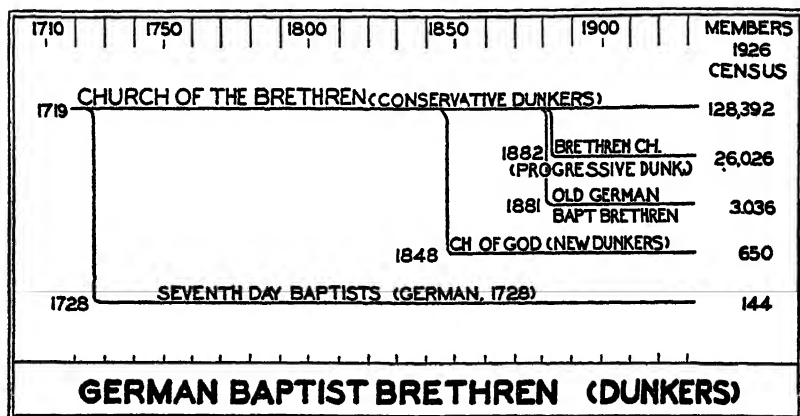 1710 1750 1800 1850 1900 MEMBERS
1926
CENSUS
1719 CHURCH OF THE BRETHREN (CONSERVATIVE DUNKERS) 128,392
1882 BRETHREN CH. 26,026
(PROGRESSIVE DUNK.)
1881 OLD GERMAN 3.036
BAPT BRETHREN
1848 CH OF GOD (NEW DUNKERS) 650
1728 SEVENTH DAY BAPTISTS (GERMAN, 1728) 144
GERMAN BAPTIST BRETHREN (DUNKERS)